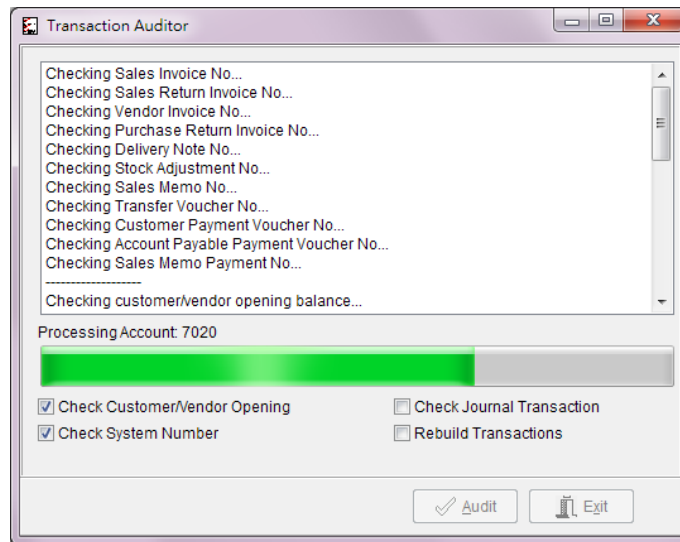 Transaction Auditor
Checking Sales Invoice No...
Checking Sales Return Invoice No...
Checking Vendor Invoice No...
Checking Purchase Return Invoice No...
Checking Delivery Note No...
Checking Stock Adjustment No...
Checking Sales Memo No...
Checking Transfer Voucher No...
Checking Customer Payment Voucher No...
Checking Account Payable Payment Voucher No...
Checking Sales Memo Payment No...
-------------------
Checking customer/vendor opening balance...
Processing Account: 7020
Check Customer/Vendor Opening
Check Journal Transaction
Check System Number
Rebuild Transactions
Audit
Exit